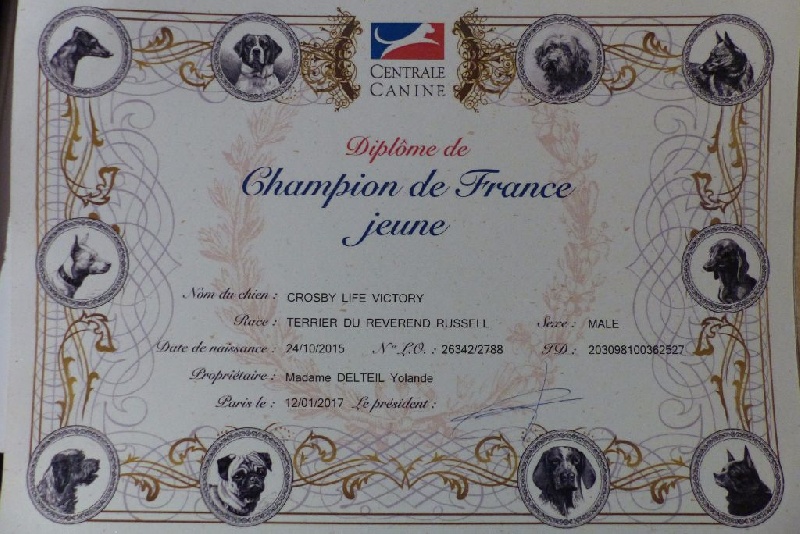 CENTRALE
CANINE
Diplôme de
Champion de France
jeune
Nom du chien : CROSBY LIFE VICTORY
Race : TERRIER DU REVEREND RUSSELL Sexe : MALE
Date de naissance : 24/10/2015 N° L.O. : 26342/2788 ID : 203098100362527
Propriétaire : Madame DELTEIL Yolande
Paris le : 12/01/2017 Le président :